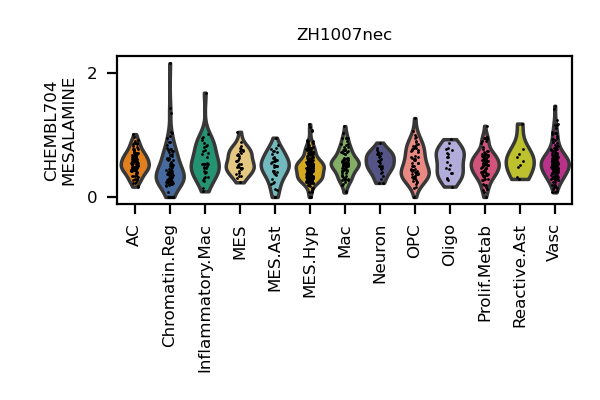 ZH1007nec
CHEMBL704
MESALAMINE
2
0
AC
Chromatin.Reg
Inflammatory.Mac
MES
MES.Ast
MES.Hyp
Mac
Neuron
OPC
Oligo
Prolif.Metab
Reactive.Ast
Vasc